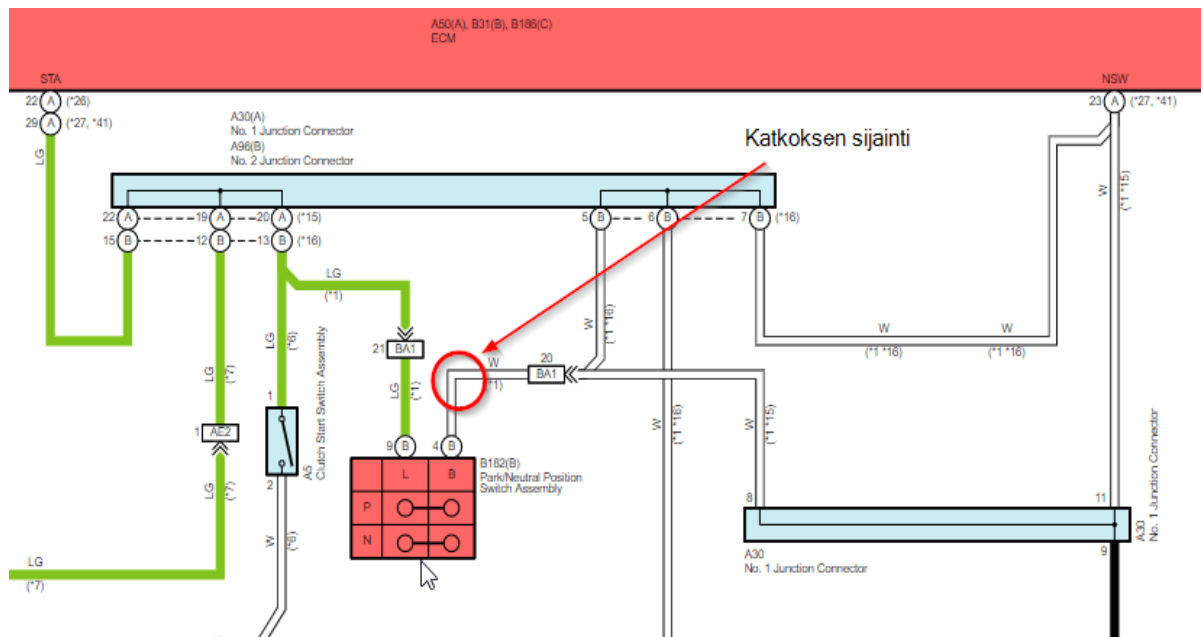 A50(A), B31(B), B186(C)
ECM
STA
NSW
22 A (*26)
29 A (*27, *41)
23 A (*27, *41)
LG
A30(A)
No. 1 Junction Connector
A96(B)
No. 2 Junction Connector
Katkoksen sijainti
W
(*1 *15)
22 A 19 A 20 A (*15)
15 B 12 B 13 B (*16)
5 B 6 B 7 B (*16)
LG
(*1)
LG
(*6)
LG
(*7)
W
(*1 *16)
W
(*1 *16)
W
(*1 *16)
21 BA1
W
(*1)
20
BA1
LG
(*1)
W
(*1 *16)
W
(*1 *15)
1 AE2
1
2
A5
Clutch Start Switch Assembly
9 B
4 B
B182(B)
Park/Neutral Position
Switch Assembly
L B
P
N
LG
(*7)
W
(*6)
8
11
9
A30
No. 1 Junction Connector
A30
No. 1 Junction Connector
LG
(*7)